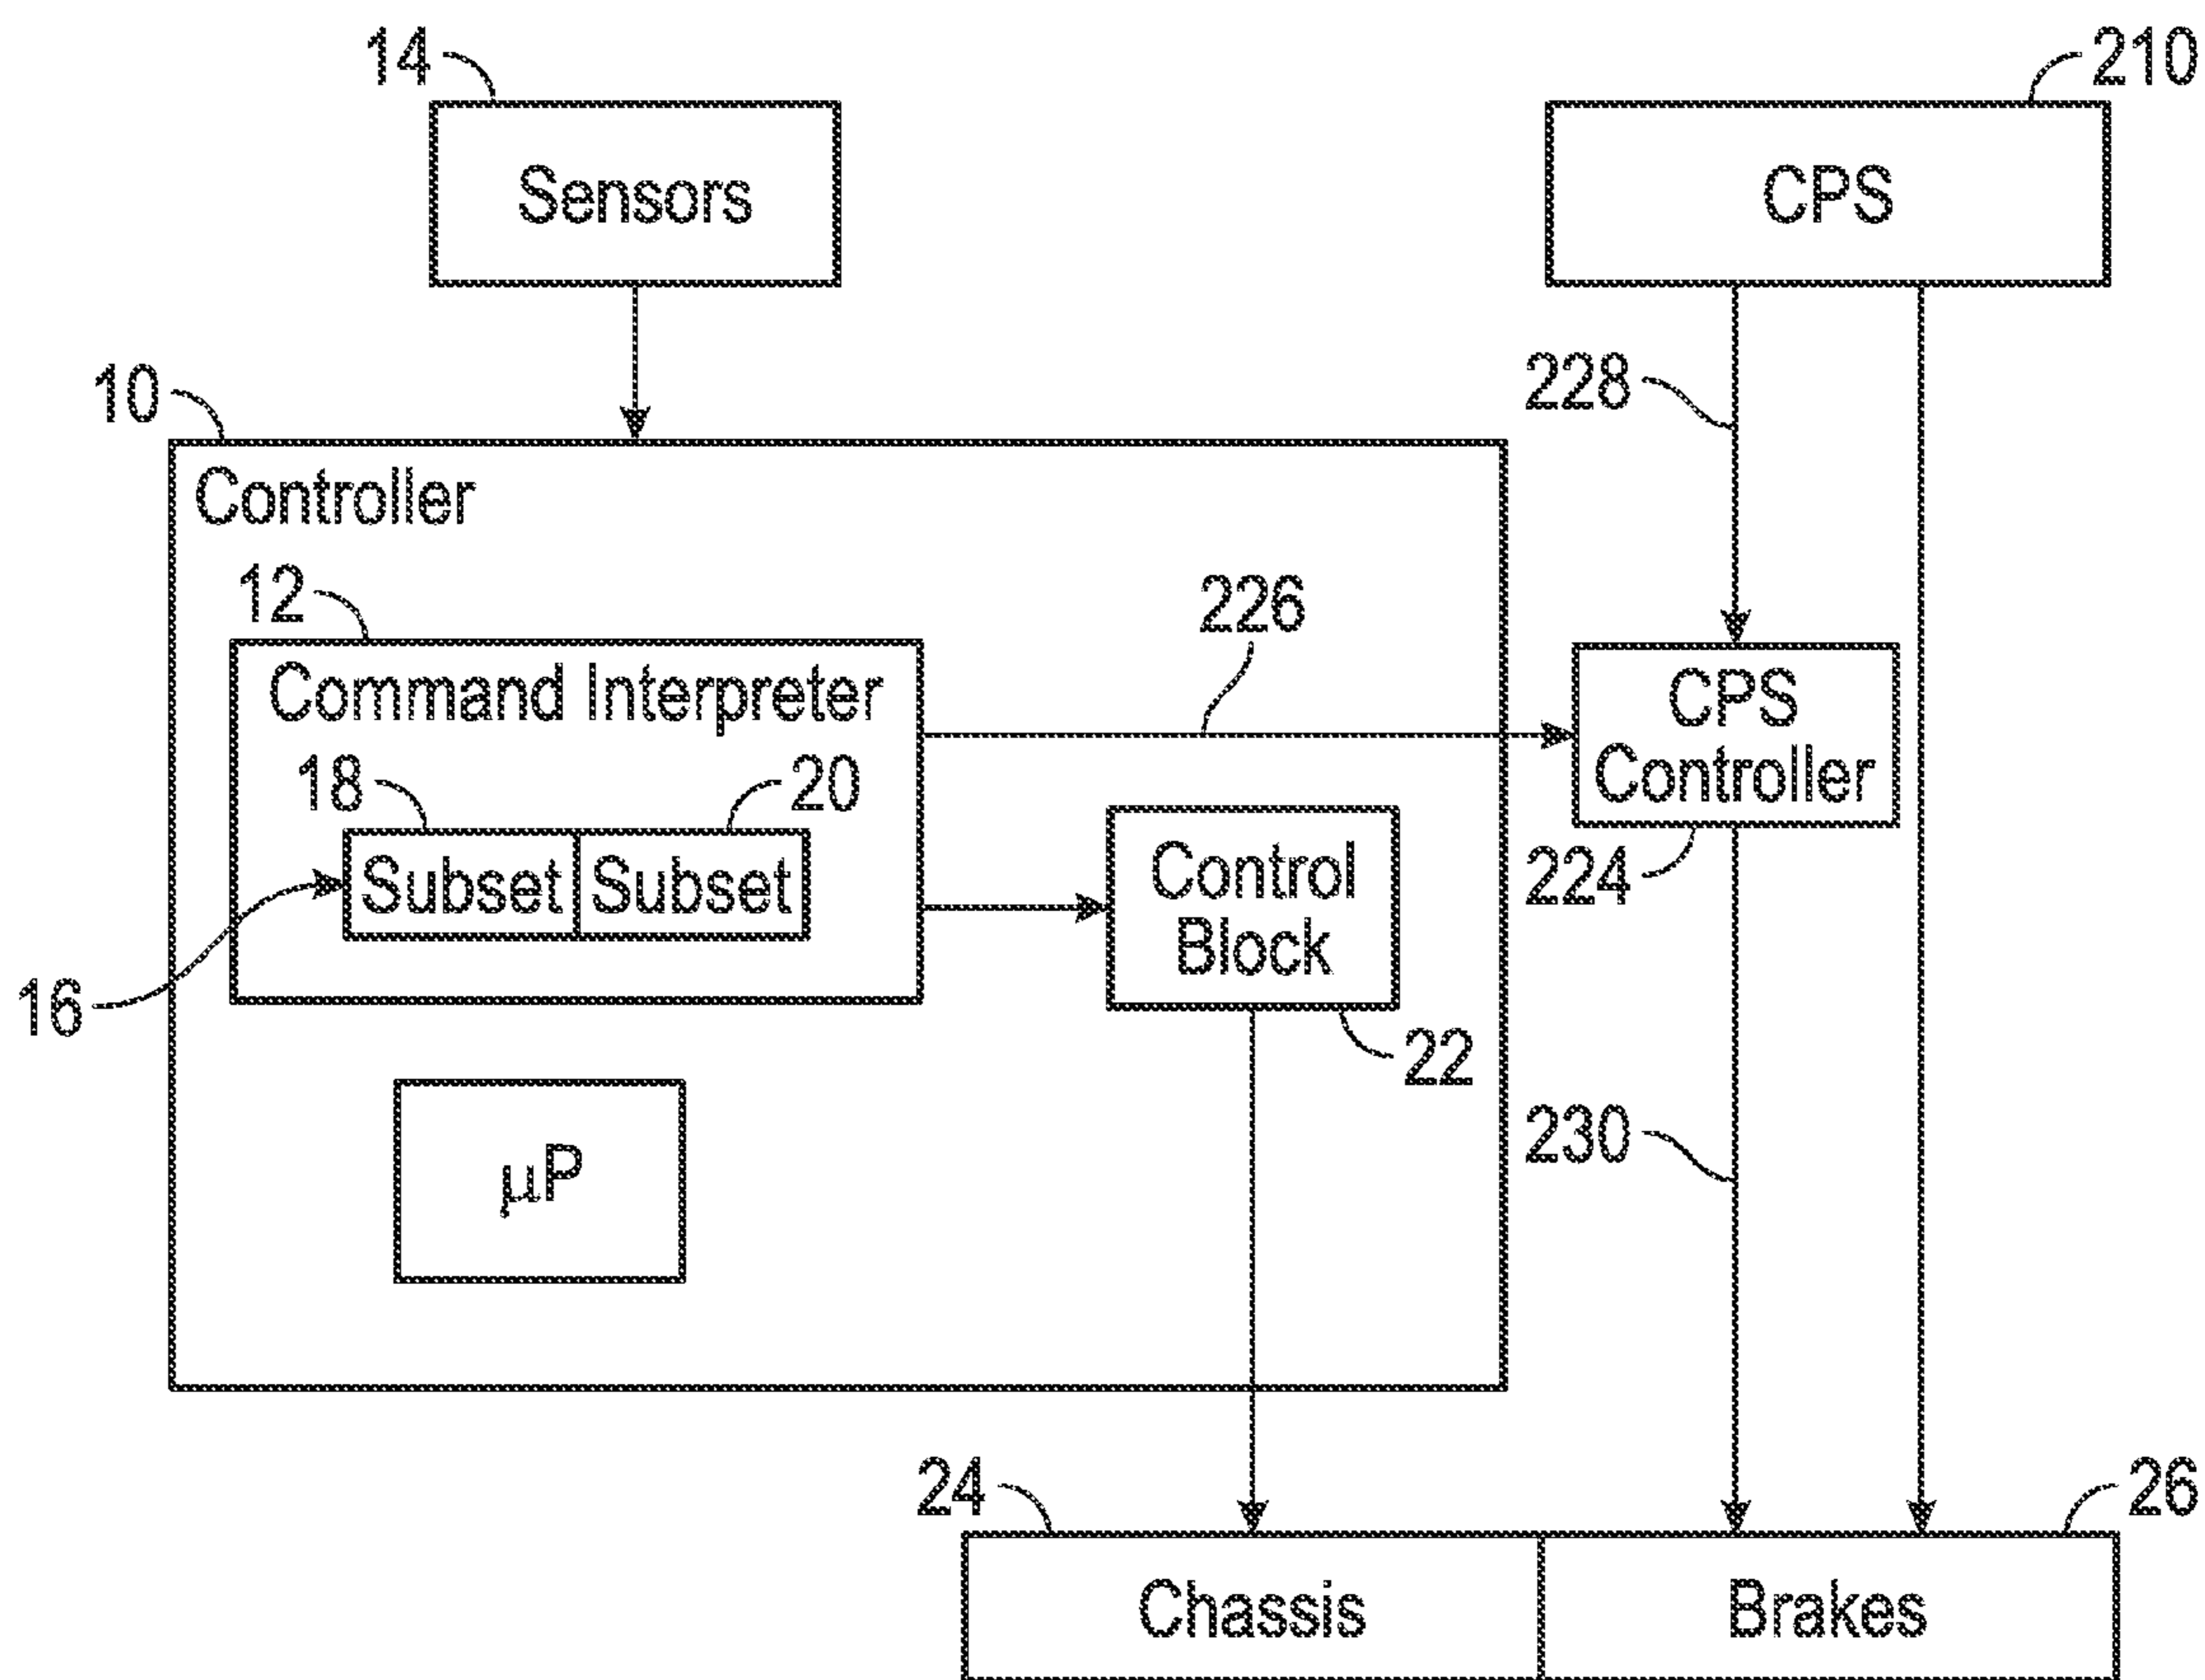 14
210
Sensors
CPS
10
228
Controller
12
226
Command Interpreter
CPS
Controller
18
20
Subset
Subset
Control
Block
224
16
22
µP
230
24
26
Chassis
Brakes